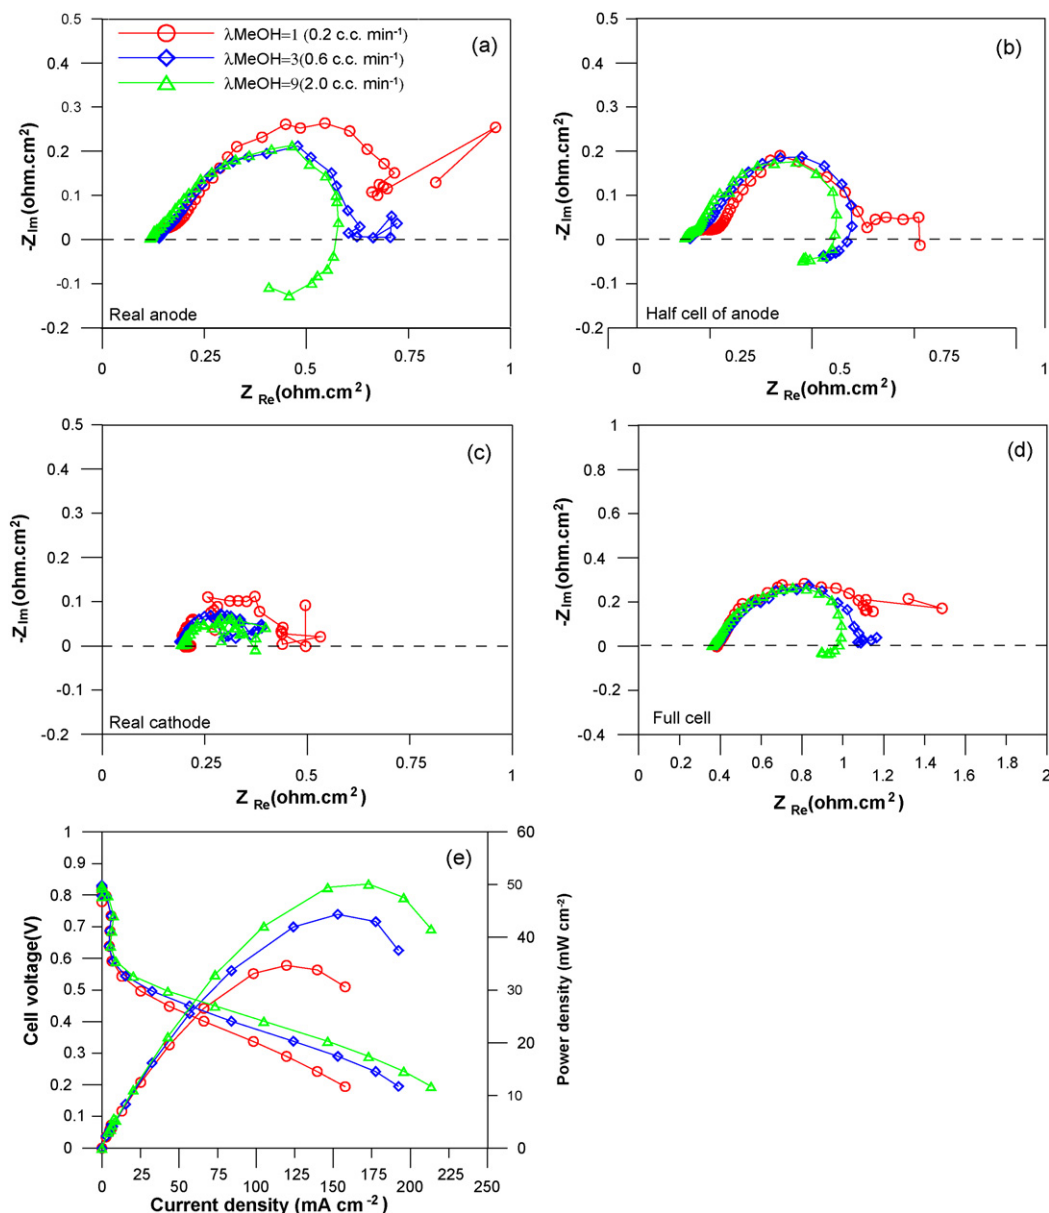 0.5
0.4
0.3
0.2
0.1
0
-0.1
-0.2
-ZIm(ohm.cm2)
λMeOH=1 (0.2 c.c. min-1)
λMeOH=3(0.6 c.c. min-1)
λMeOH=9(2.0 c.c. min-1)
(a)
Real anode
0 0.25 0.5 0.75 1
Z Re(ohm.cm2)
0.5
0.4
0.3
0.2
0.1
0
-0.1
-0.2
-ZIm(ohm.cm2)
(b)
Half cell of anode
0 0.25 0.5 0.75 1
Z Re(ohm.cm2)
0.5
0.4
0.3
0.2
0.1
0
-0.1
-0.2
-ZIm(ohm.cm2)
(c)
Real cathode
0 0.25 0.5 0.75 1
Z Re(ohm.cm2)
1
0.8
0.6
0.4
0.2
0
-0.2
-0.4
-ZIm(ohm.cm2)
(d)
Full cell
0 0.2 0.4 0.6 0.8 1 1.2 1.4 1.6 1.8 2
Z Re(ohm.cm2)
1
0.9
0.8
0.7
0.6
0.5
0.4
0.3
0.2
0.1
0
Cell voltage(V)
(e)
60
50
40
30
20
10
0
Power density (mW cm-2)
0 25 50 75 100 125 150 175 200 225 250
Current density (mA cm-2)